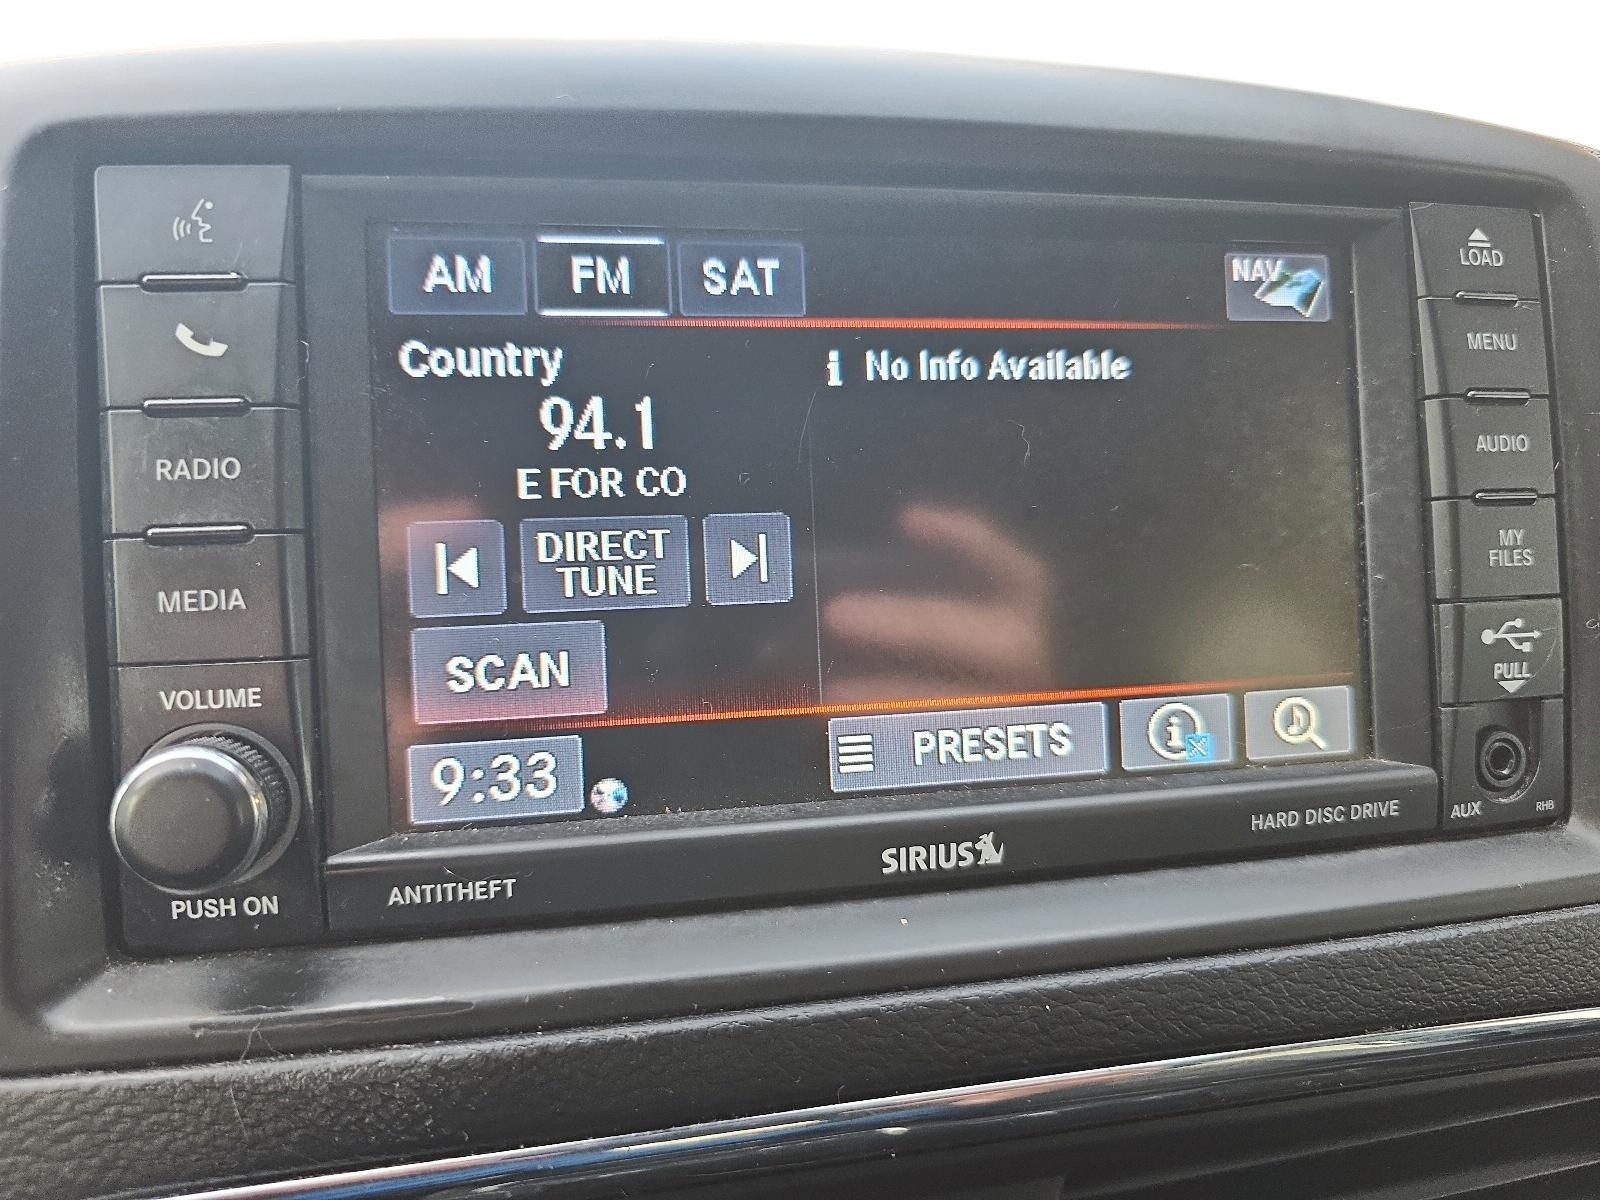 AM FM SAT NAV
Country
94.1
E FOR CO
i No Info Available
DIRECT
TUNE
SCAN
9:33
PRESETS
i
RADIO
MEDIA
VOLUME
PUSH ON
LOAD
MENU
AUDIO
MY
FILES
PULL
AUX RHB
ANTITHEFT
SIRIUS
HARD DISC DRIVE